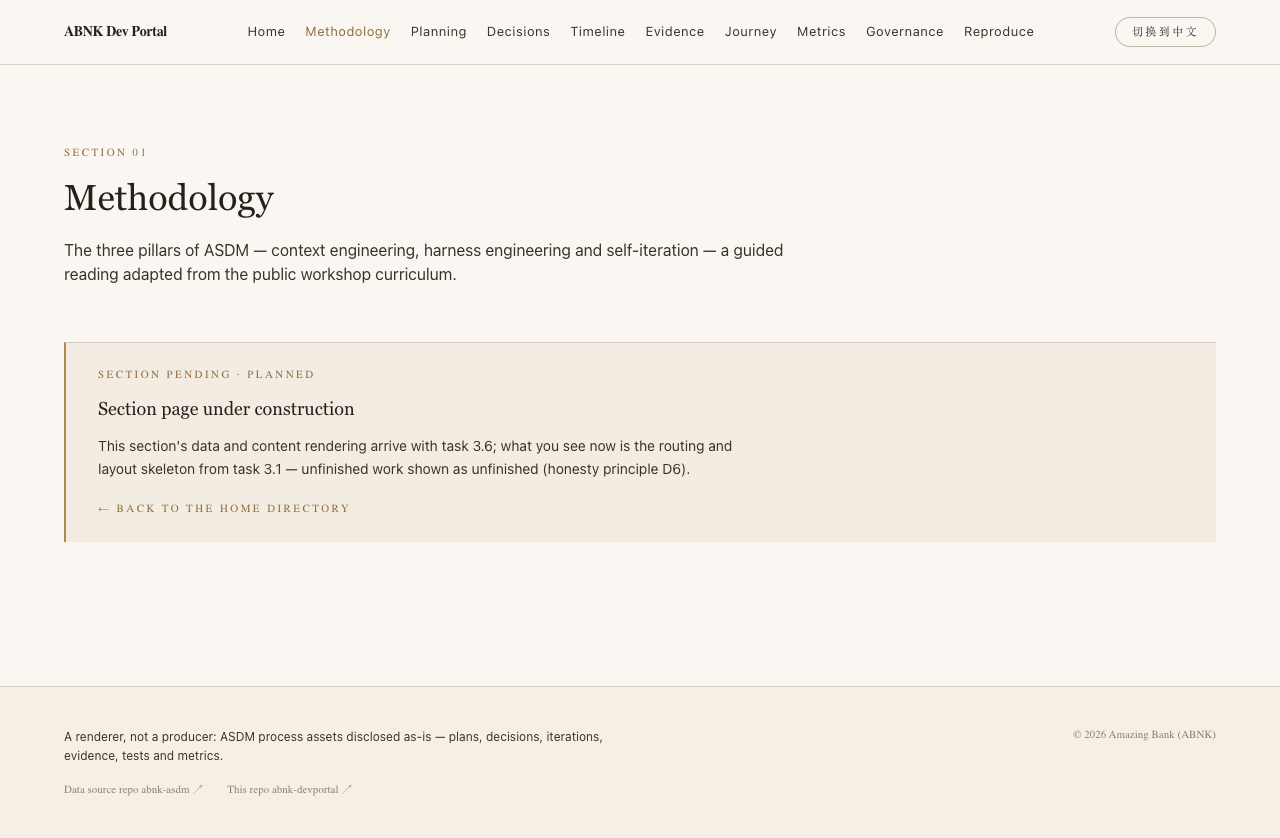 ABNK Dev Portal
Home Methodology Planning Decisions Timeline Evidence Journey Metrics Governance Reproduce
切换到中文
SECTION 01
Methodology
The three pillars of ASDM — context engineering, harness engineering and self-iteration — a guided
reading adapted from the public workshop curriculum.
SECTION PENDING · PLANNED
Section page under construction
This section's data and content rendering arrive with task 3.6; what you see now is the routing and
layout skeleton from task 3.1 — unfinished work shown as unfinished (honesty principle D6).
← BACK TO THE HOME DIRECTORY
A renderer, not a producer: ASDM process assets disclosed as-is — plans, decisions, iterations,
evidence, tests and metrics.
© 2026 Amazing Bank (ABNK)
Data source repo abnk-asdm ↗ This repo abnk-devportal ↗